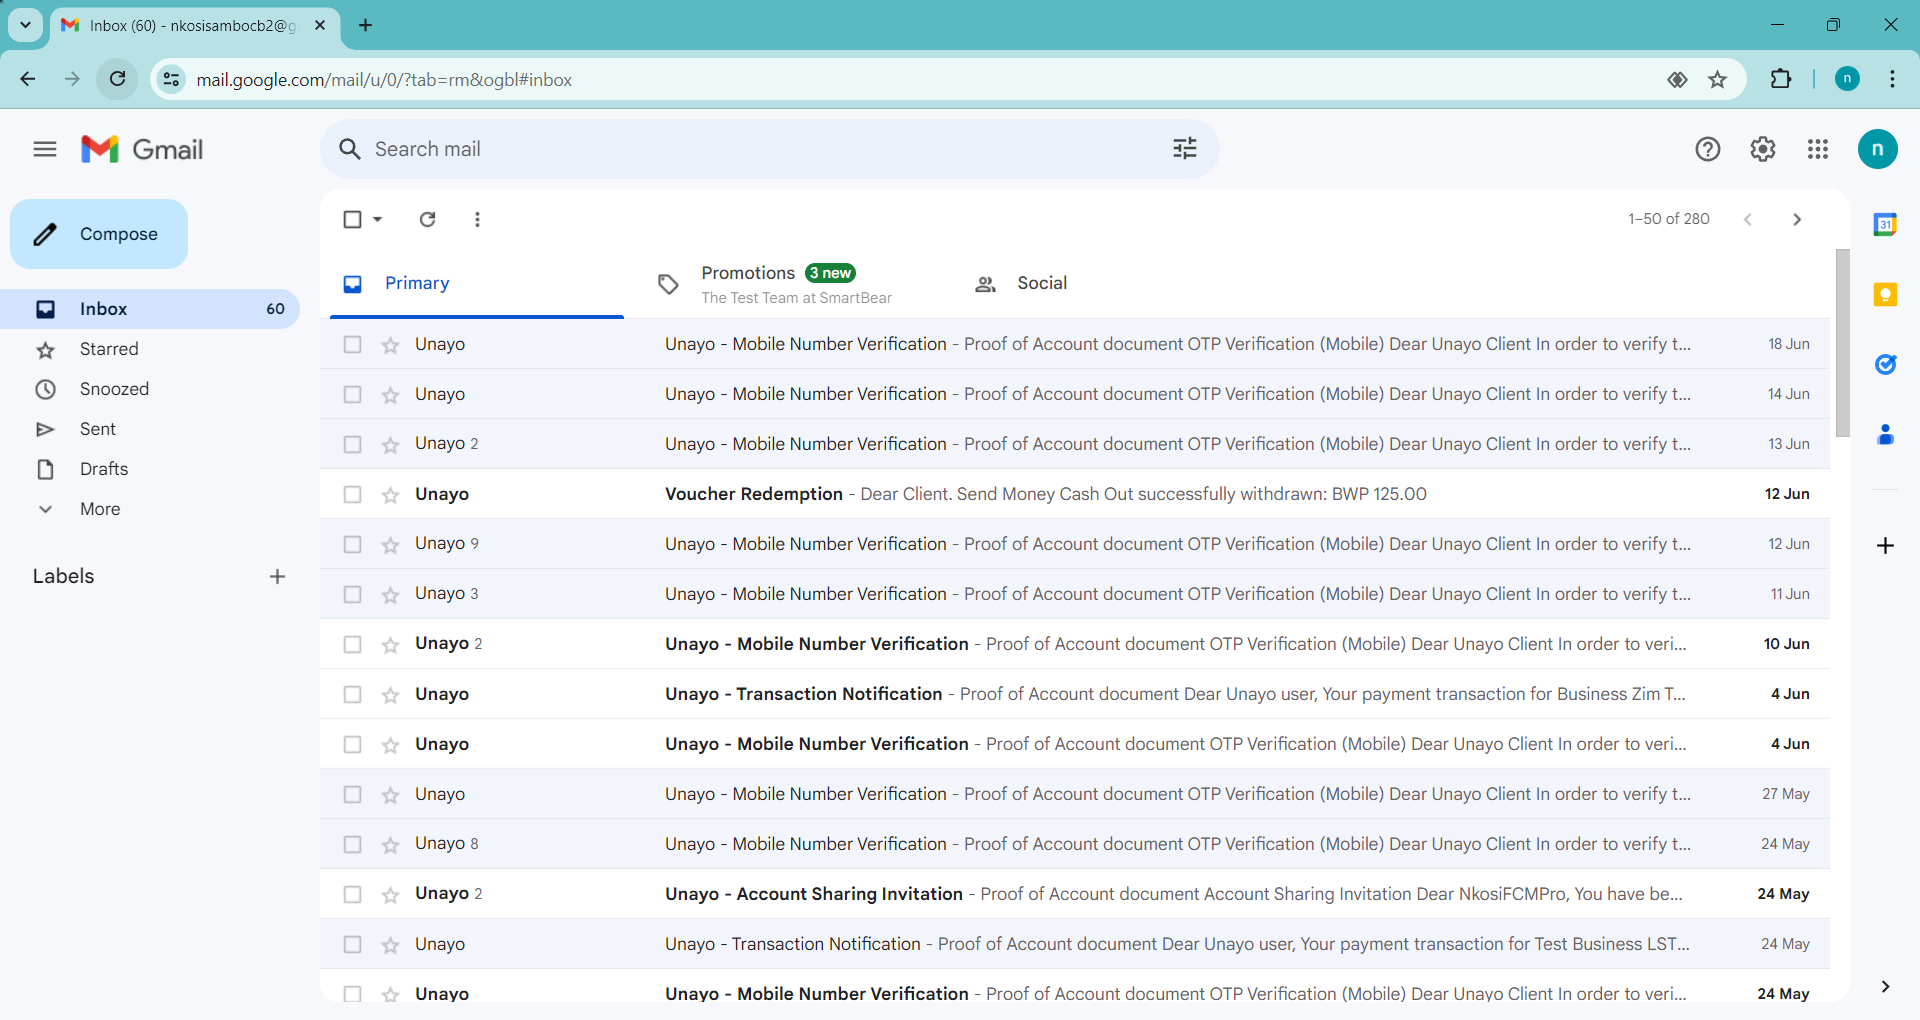 Inbox (60) - nkosisambocb2@g
mail.google.com/mail/u/0/?tab=rm&ogbl#inbox
n
Gmail
Search mail
n
Compose
1–50 of 280
31
Primary
Promotions 3 new
The Test Team at SmartBear
Social
Inbox 60
Starred
Snoozed
Sent
Drafts
More
Labels
Unayo Unayo - Mobile Number Verification - Proof of Account document OTP Verification (Mobile) Dear Unayo Client In order to verify t... 18 Jun
Unayo Unayo - Mobile Number Verification - Proof of Account document OTP Verification (Mobile) Dear Unayo Client In order to verify t... 14 Jun
Unayo 2 Unayo - Mobile Number Verification - Proof of Account document OTP Verification (Mobile) Dear Unayo Client In order to verify t... 13 Jun
Unayo Voucher Redemption - Dear Client. Send Money Cash Out successfully withdrawn: BWP 125.00 12 Jun
Unayo 9 Unayo - Mobile Number Verification - Proof of Account document OTP Verification (Mobile) Dear Unayo Client In order to verify t... 12 Jun
Unayo 3 Unayo - Mobile Number Verification - Proof of Account document OTP Verification (Mobile) Dear Unayo Client In order to verify t... 11 Jun
Unayo 2 Unayo - Mobile Number Verification - Proof of Account document OTP Verification (Mobile) Dear Unayo Client In order to veri... 10 Jun
Unayo Unayo - Transaction Notification - Proof of Account document Dear Unayo user, Your payment transaction for Business Zim T... 4 Jun
Unayo Unayo - Mobile Number Verification - Proof of Account document OTP Verification (Mobile) Dear Unayo Client In order to veri... 4 Jun
Unayo Unayo - Mobile Number Verification - Proof of Account document OTP Verification (Mobile) Dear Unayo Client In order to verify t... 27 May
Unayo 8 Unayo - Mobile Number Verification - Proof of Account document OTP Verification (Mobile) Dear Unayo Client In order to verify t... 24 May
Unayo 2 Unayo - Account Sharing Invitation - Proof of Account document Account Sharing Invitation Dear NkosiFCMPro, You have be... 24 May
Unayo Unayo - Transaction Notification - Proof of Account document Dear Unayo user, Your payment transaction for Test Business LST... 24 May
Unayo Unayo - Mobile Number Verification - Proof of Account document OTP Verification (Mobile) Dear Unayo Client In order to veri... 24 May